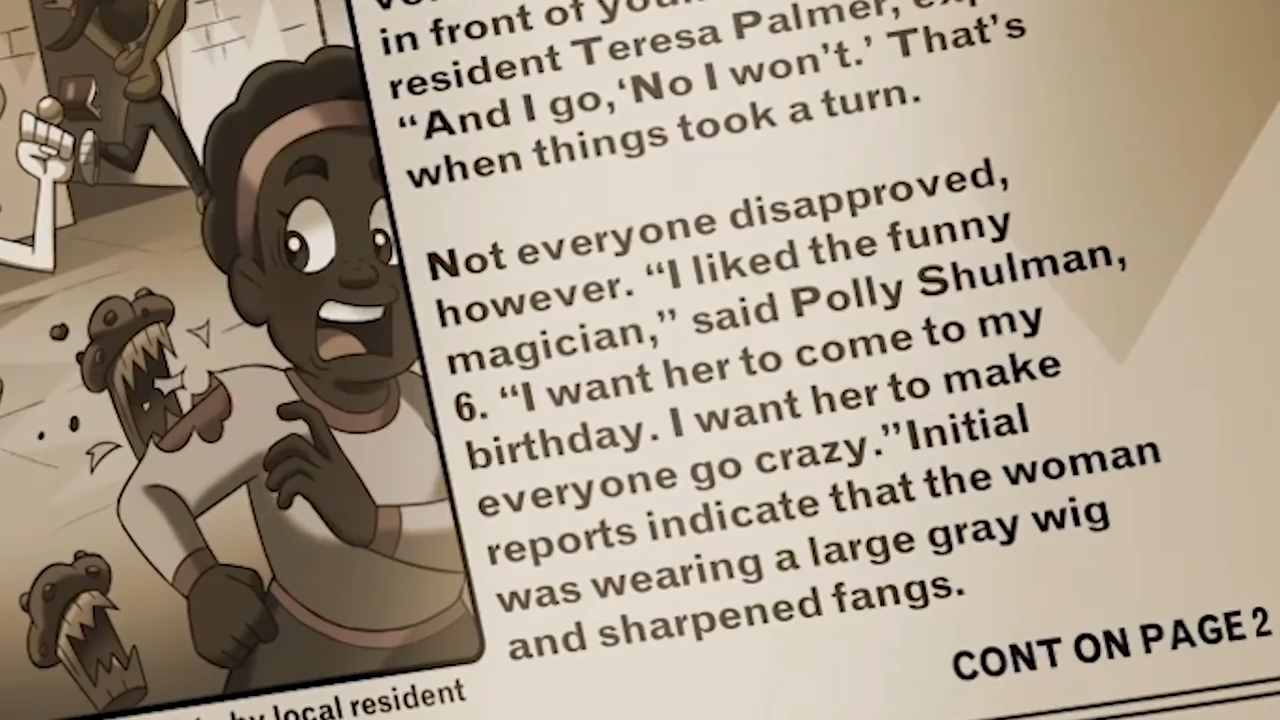 in front of
resident Teresa Palmer,
“And I go, ‘No I won’t.’ That’s
when things took a turn.
Not everyone disapproved,
however. “I liked the funny
magician,” said Polly Shulman,
6. “I want her to come to my
birthday. I want her to make
everyone go crazy.” Initial
reports indicate that the woman
was wearing a large gray wig
and sharpened fangs.
CONT ON PAGE 2
by local resident